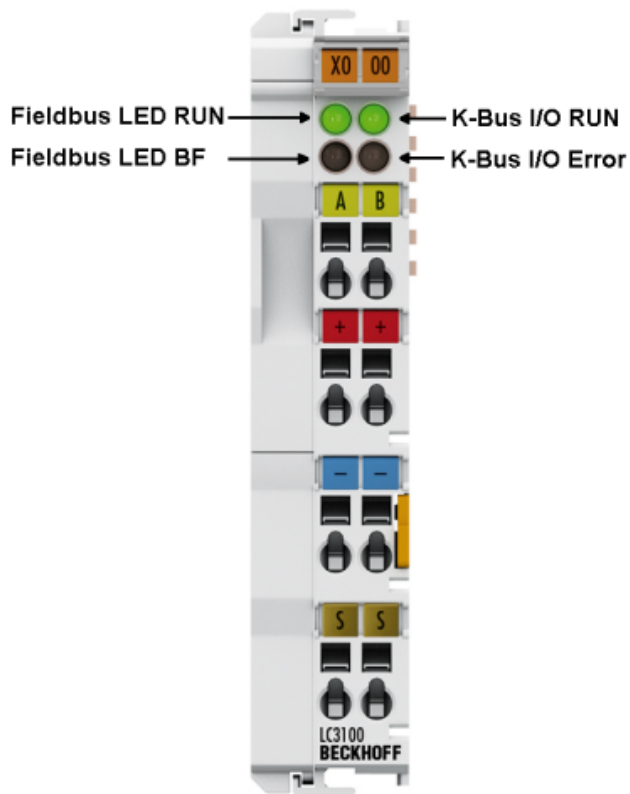 X0 00
Fieldbus LED RUN K-Bus I/O RUN
Fieldbus LED BF K-Bus I/O Error
A B
+ +
− −
S S
LC3100
BECKHOFF